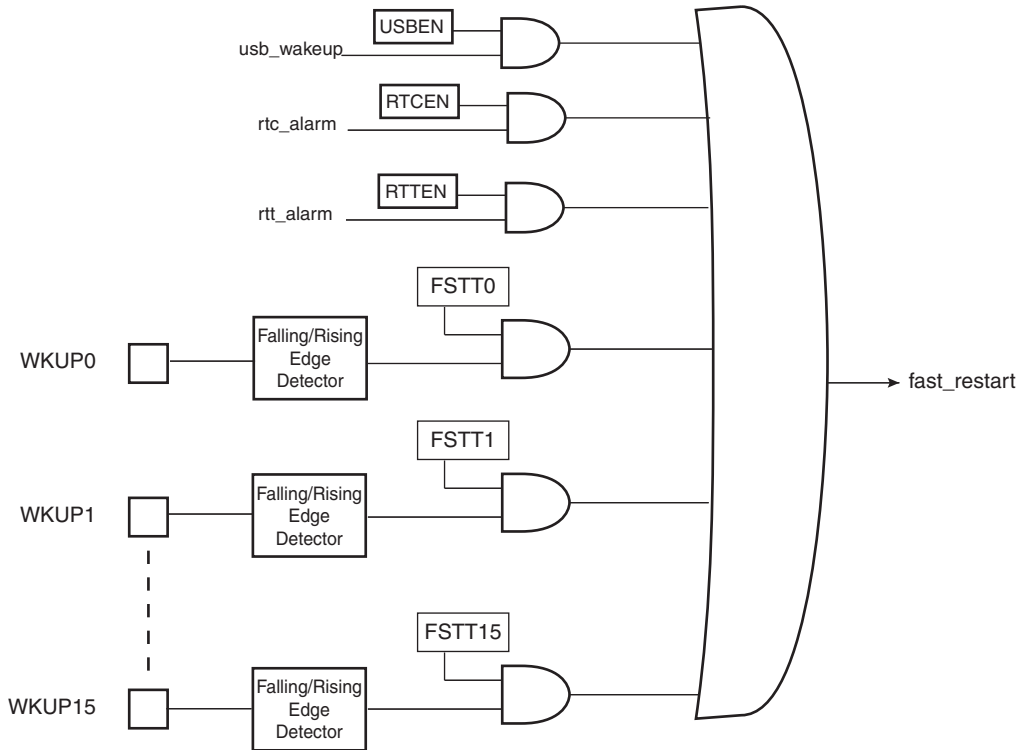 USBEN
usb_wakeup
RTCEN
rtc_alarm
RTTEN
rtt_alarm
FSTT0
WKUP0
Falling/Rising
Edge
Detector
fast_restart
FSTT1
WKUP1
Falling/Rising
Edge
Detector
FSTT15
WKUP15
Falling/Rising
Edge
Detector